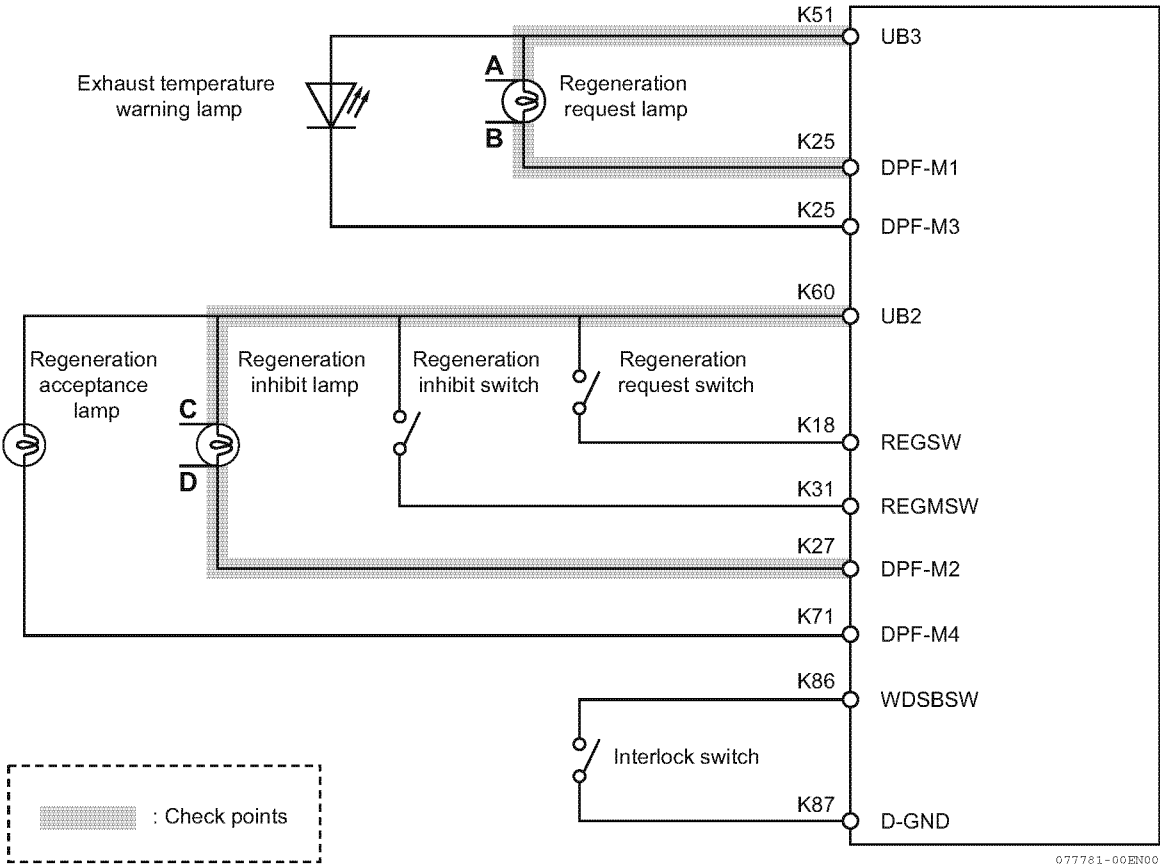 K51
UB3
A
Exhaust temperature
warning lamp
Regeneration
request lamp
B
K25
DPF-M1
K25
DPF-M3
K60
UB2
Regeneration
acceptance
lamp
Regeneration
inhibit lamp
Regeneration
inhibit switch
Regeneration
request switch
C
D
K18
REGSW
K31
REGMSW
K27
DPF-M2
K71
DPF-M4
K86
WDSBSW
Interlock switch
K87
D-GND
: Check points
077781-00EN00